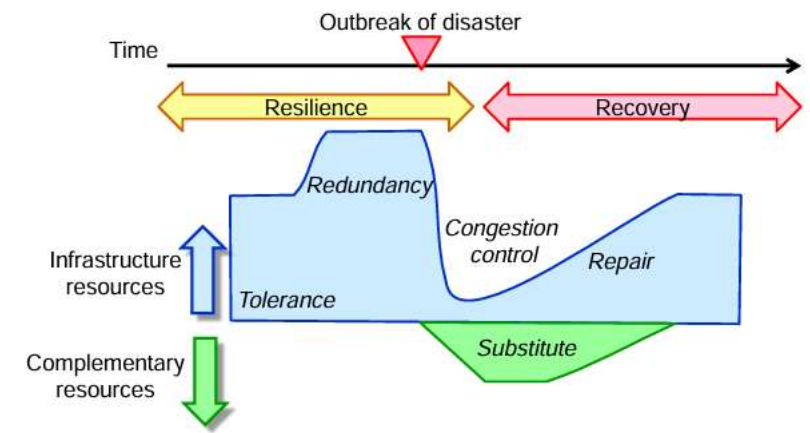 Outbreak of disaster
Time
Resilience
Recovery
Redundancy
Congestion
control
Infrastructure
resources
Repair
Tolerance
Substitute
Complementary
resources